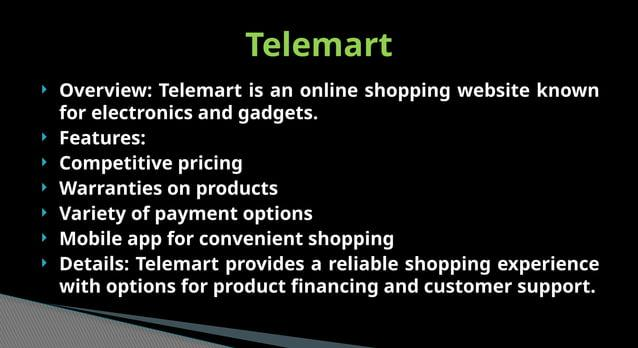 Telemart
Overview: Telemart is an online shopping website known
for electronics and gadgets.
Features:
Competitive pricing
Warranties on products
Variety of payment options
Mobile app for convenient shopping
Details: Telemart provides a reliable shopping experience
with options for product financing and customer support.